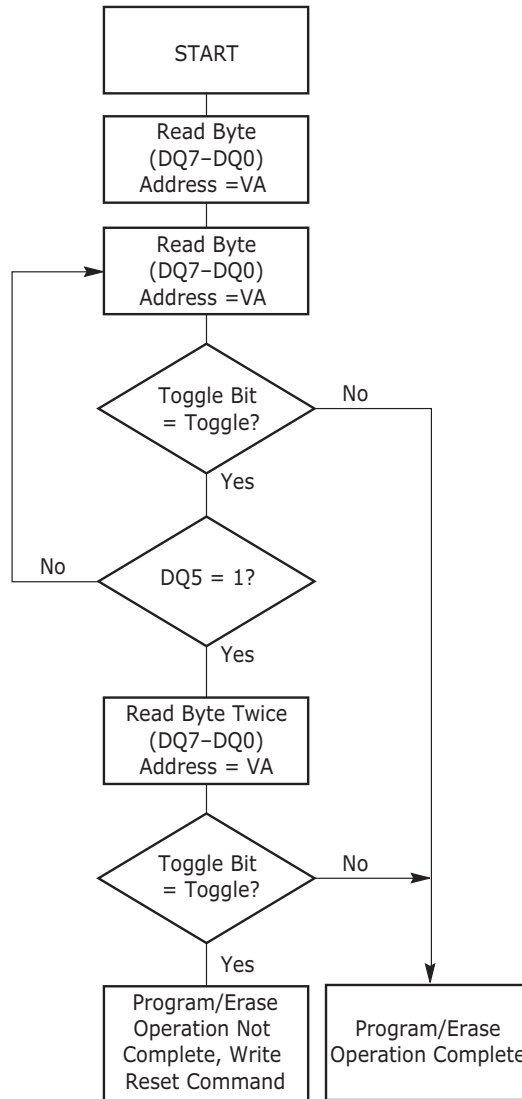 START
Read Byte
(DQ7–DQ0)
Address =VA
Read Byte
(DQ7–DQ0)
Address =VA
Toggle Bit
= Toggle?
No
Yes
No
DQ5 = 1?
Yes
Read Byte Twice
(DQ7–DQ0)
Address = VA
Toggle Bit
= Toggle?
No
Yes
Program/Erase
Operation Not
Complete, Write
Reset Command
Program/Erase
Operation Complete